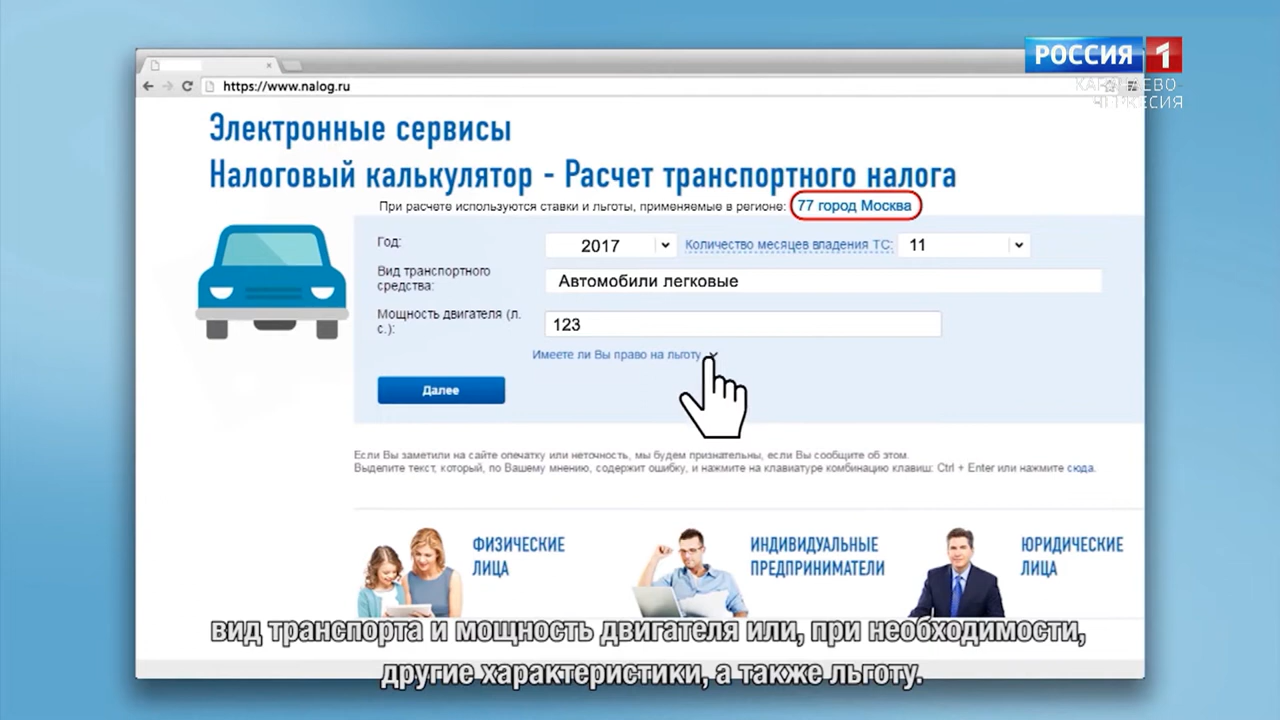 РОССИЯ 1
КАРАЧАЕВО-
ЧЕРКЕСИЯ
https://www.nalog.ru
Электронные сервисы
Налоговый калькулятор - Расчет транспортного налога
При расчете используются ставки и льготы, применяемые в регионе: 77 город Москва
Год: 2017 Количество месяцев владения ТС: 11
Вид транспортного
средства: Автомобили легковые
Мощность двигателя (л.
с.): 123
Имеете ли Вы право на льготу
Далее
Если Вы заметили на сайте опечатку или неточность, мы будем признательны, если Вы сообщите об этом.
Выделите текст, который, по Вашему мнению, содержит ошибку, и нажмите на клавиатуре комбинацию клавиш: Ctrl + Enter или нажмите сюда.
ФИЗИЧЕСКИЕ
ЛИЦА
ИНДИВИДУАЛЬНЫЕ
ПРЕДПРИНИМАТЕЛИ
ЮРИДИЧЕСКИЕ
ЛИЦА
вид транспорта и мощность двигателя или, при необходимости,
другие характеристики, а также льготу.